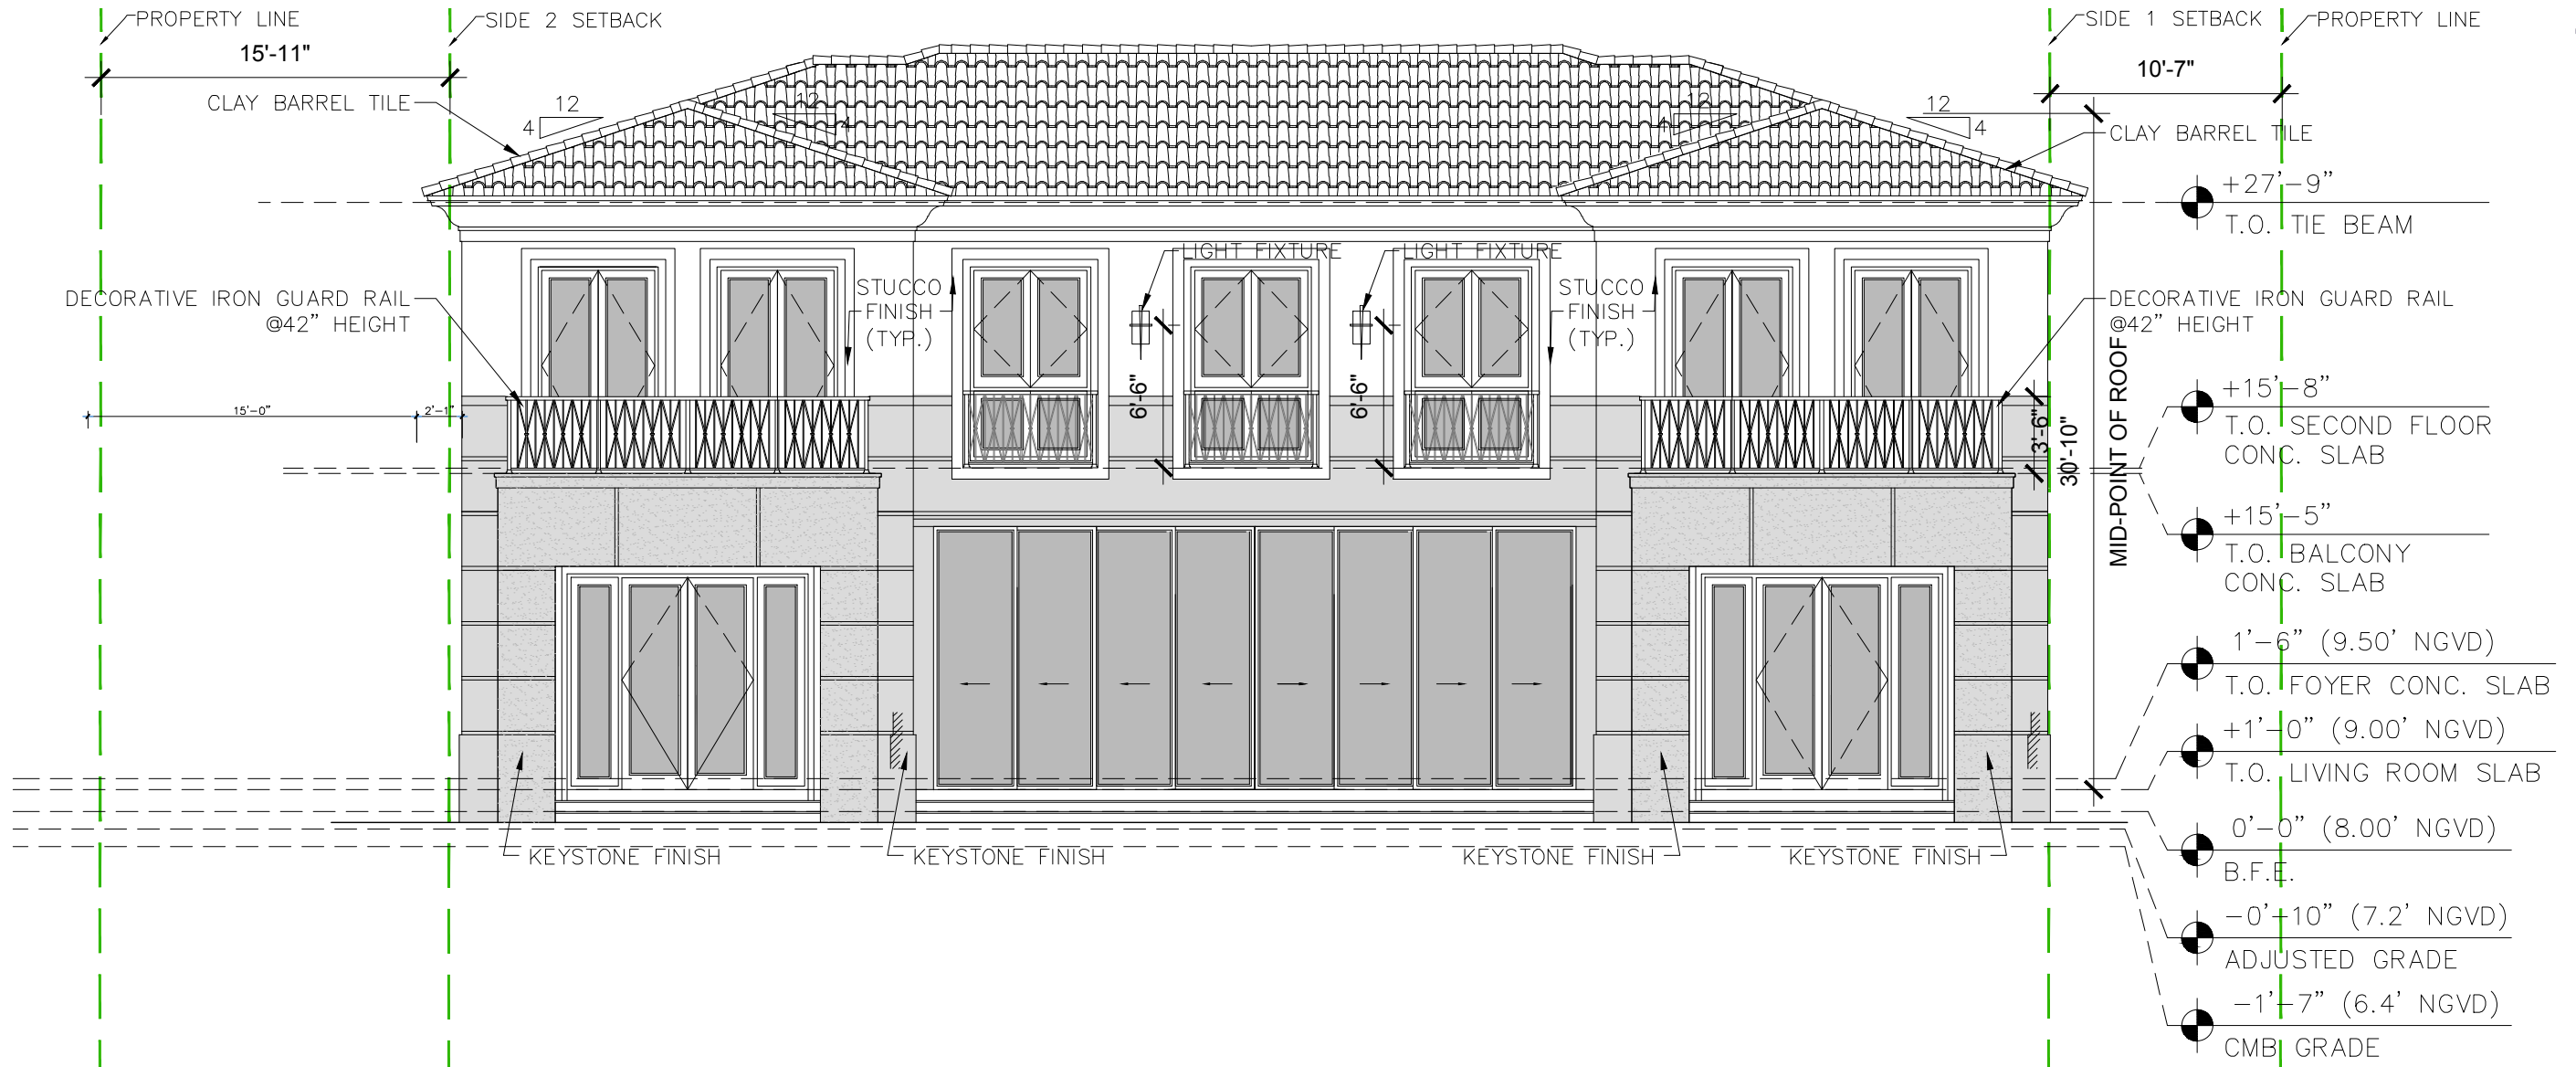 PROPERTY LINE
SIDE 2 SETBACK
SIDE 1 SETBACK
PROPERTY LINE
15'-11"
10'-7"
CLAY BARREL TILE
12
4
12
4
12
4
12
4
CLAY BARREL TILE
+27'-9"
T.O. TIE BEAM
LIGHT FIXTURE
LIGHT FIXTURE
DECORATIVE IRON GUARD RAIL
@42" HEIGHT
STUCCO
FINISH
(TYP.)
STUCCO
FINISH
(TYP.)
DECORATIVE IRON GUARD RAIL
@42" HEIGHT
6'-6"
6'-6"
MID-POINT OF ROOF
30'-10"
3'-6"
15'-0"
2'-1"
+15'-8"
T.O. SECOND FLOOR
CONC. SLAB
+15'-5"
T.O. BALCONY
CONC. SLAB
1'-6" (9.50' NGVD)
T.O. FOYER CONC. SLAB
+1'-0" (9.00' NGVD)
T.O. LIVING ROOM SLAB
0'-0" (8.00' NGVD)
B.F.E.
KEYSTONE FINISH
KEYSTONE FINISH
KEYSTONE FINISH
KEYSTONE FINISH
-0'-10" (7.2' NGVD)
ADJUSTED GRADE
-1'-7" (6.4' NGVD)
CMB GRADE